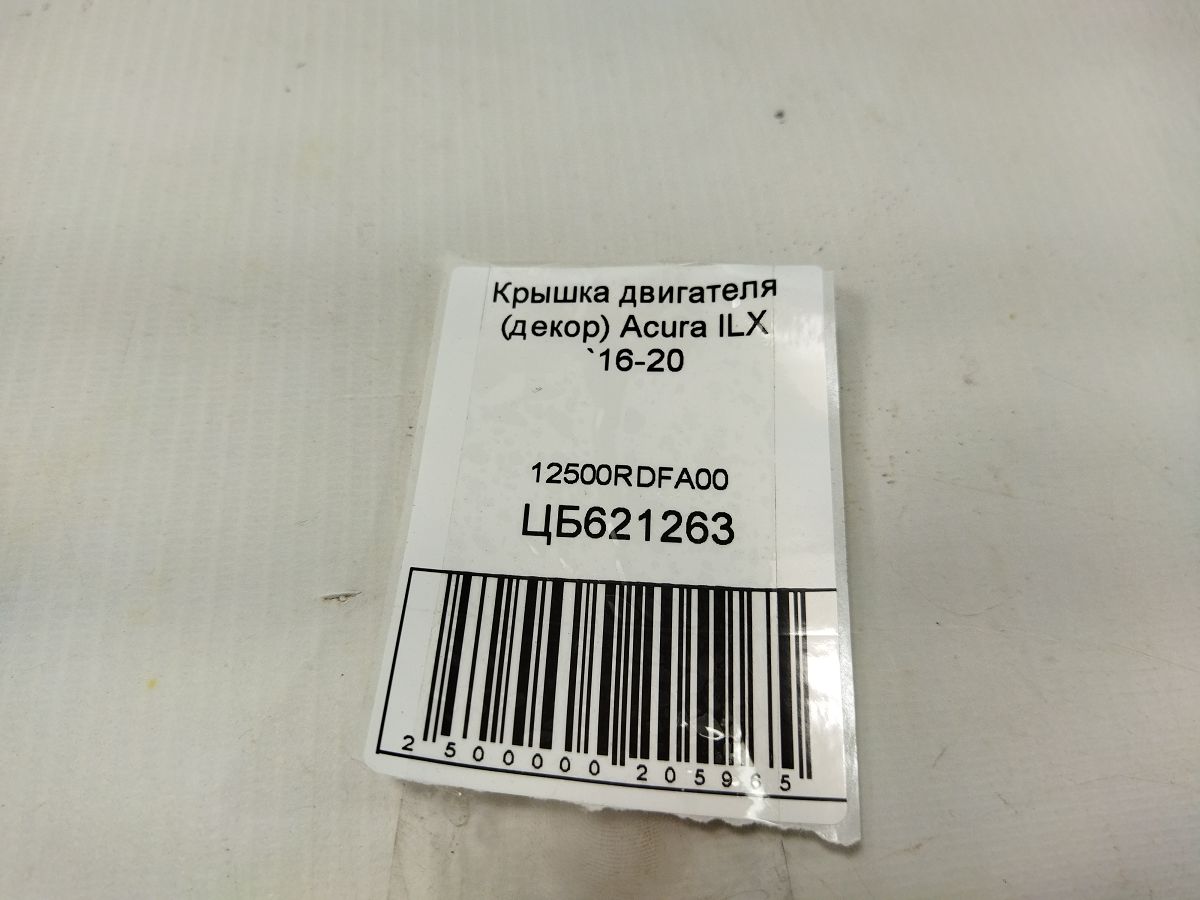 Крышка двигателя
(декор) Acura ILX
`16-20
12500RDFA00
ЦБ621263
2 500000 205965